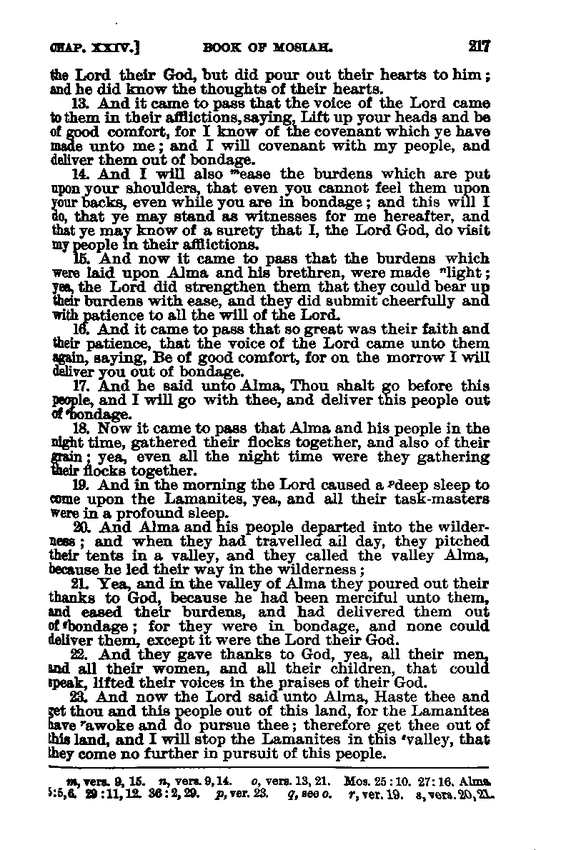 CHAP. XXIV.] BOOK OF MOSIAH. 217
the Lord their God, but did pour out their hearts to him;
and he did know the thoughts of their hearts.
13. And it came to pass that the voice of the Lord came
to them in their afflictions, saying, Lift up your heads and be
of good comfort, for I know of the covenant which ye have
made unto me; and I will covenant with my people, and
deliver them out of bondage.
14. And I will also ᵐease the burdens which are put
upon your shoulders, that even you cannot feel them upon
your backs, even while you are in bondage; and this will I
do, that ye may stand as witnesses for me hereafter, and
that ye may know of a surety that I, the Lord God, do visit
my people in their afflictions.
15. And now it came to pass that the burdens which
were laid upon Alma and his brethren, were made ⁿlight;
yea, the Lord did strengthen them that they could bear up
their burdens with ease, and they did submit cheerfully and
with patience to all the will of the Lord.
16. And it came to pass that so great was their faith and
their patience, that the voice of the Lord came unto them
again, saying, Be of good comfort, for on the morrow I will
deliver you out of bondage.
17. And he said unto Alma, Thou shalt go before this
people, and I will go with thee, and deliver this people out
of ᵒbondage.
18. Now it came to pass that Alma and his people in the
night time, gathered their flocks together, and also of their
grain; yea, even all the night time were they gathering
their flocks together.
19. And in the morning the Lord caused a ᵖdeep sleep to
come upon the Lamanites, yea, and all their task-masters
were in a profound sleep.
20. And Alma and his people departed into the wilder-
ness; and when they had travelled all day, they pitched
their tents in a valley, and they called the valley Alma,
because he led their way in the wilderness;
21. Yea, and in the valley of Alma they poured out their
thanks to God, because he had been merciful unto them,
and eased their burdens, and had delivered them out
of qbondage; for they were in bondage, and none could
deliver them, except it were the Lord their God.
22. And they gave thanks to God, yea, all their men,
and all their women, and all their children, that could
speak, lifted their voices in the praises of their God.
23. And now the Lord said unto Alma, Haste thee and
get thou and this people out of this land, for the Lamanites
have ʳawoke and do pursue thee; therefore get thee out of
this land, and I will stop the Lamanites in this ˢvalley, that
they come no further in pursuit of this people.
m, vers. 9, 15. n, vers. 9, 14. o, vers. 13, 21. Mos. 25:10. 27:16. Alma
5:5,6. 29:11,12. 36:2,29. p, ver. 23. q, see o. r, ver. 19. s, vers. 20, 21.